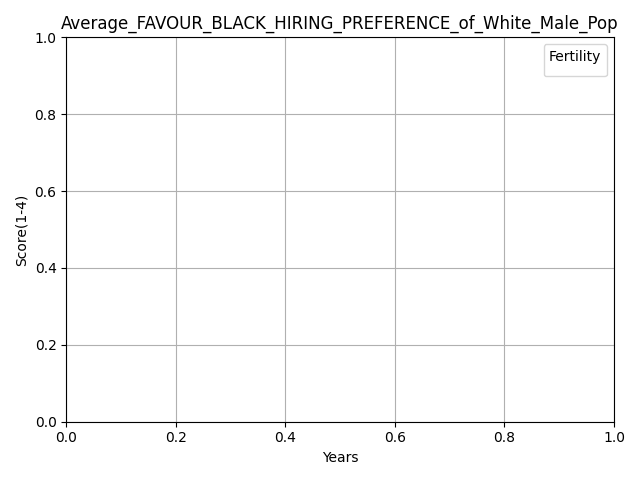 Average_FAVOUR_BLACK_HIRING_PREFERENCE_of_White_Male_Pop
Fertility
Score(1-4)
1.0
0.8
0.6
0.4
0.2
0.0
0.0 0.2 0.4 0.6 0.8 1.0
Years